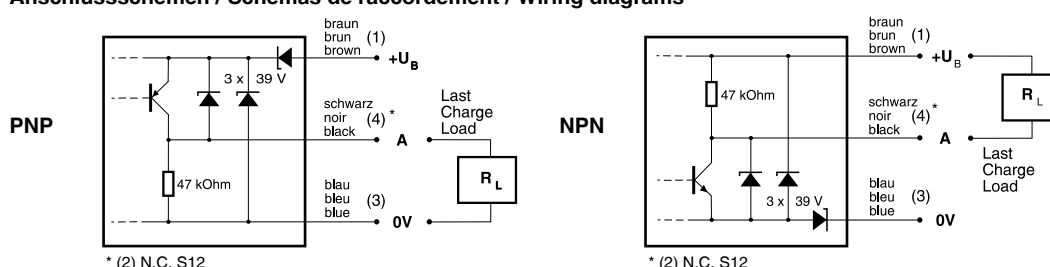 Anschlussschemen / Schémas de raccordement / Wiring diagrams
PNP
braun
brun
brown (1)
+UB
3 x 39 V
schwarz
noir
black (4) *
A
47 kOhm
blau
bleu
blue (3)
0V
Last
Charge
Load
RL
* (2) N.C. S12
NPN
braun
brun
brown (1)
+UB
47 kOhm
schwarz
noir
black (4) *
A
3 x 39 V
blau
bleu
blue (3)
0V
RL
Last
Charge
Load
* (2) N.C. S12